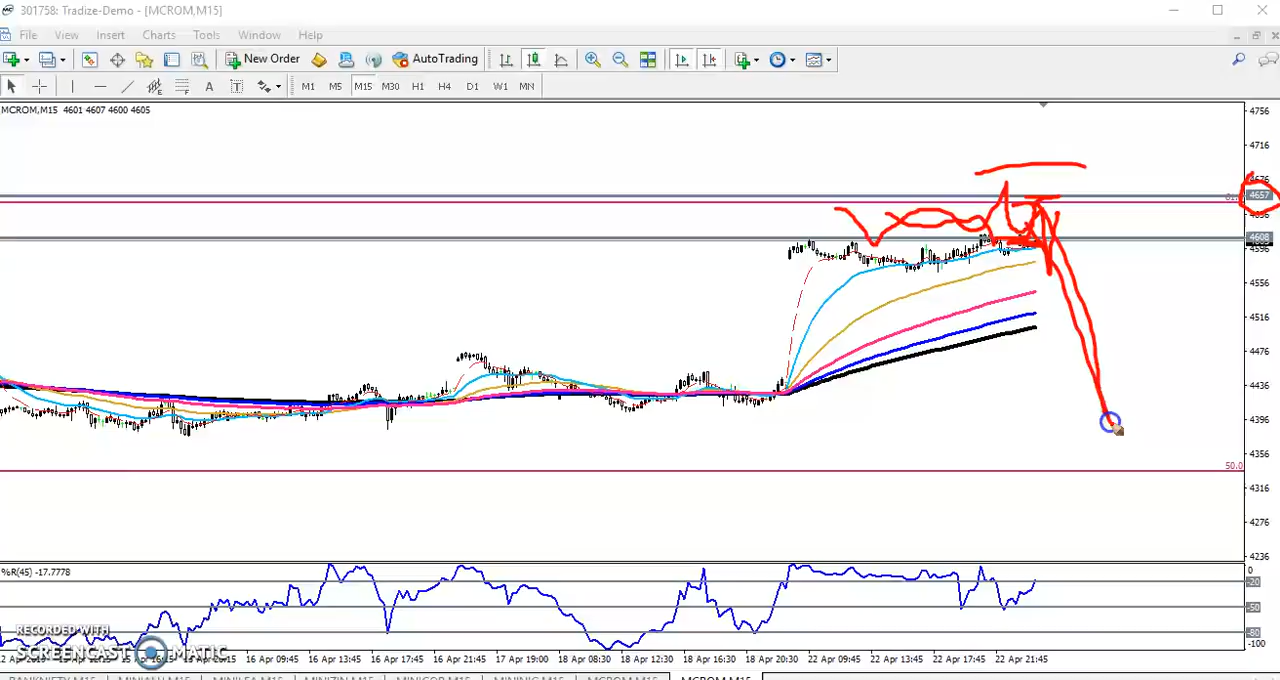 301758: Tradize-Demo - [MCROM,M15]
File View Insert Charts Tools Window Help
New Order AutoTrading
A T M1 M5 M15 M30 H1 H4 D1 W1 MN
MCROM,M15 4601 4607 4600 4605
4756
4716
4676
4657
4636
4608
4596
4556
4516
4476
4436
4396
4356
50.0
4316
4276
4236
%R(45) -17.7778
0
-20
-50
-80
-100
RECORDED WITH
SCREENCAST MATIC
16 Apr 09:45 16 Apr 13:45 16 Apr 17:45 16 Apr 21:45 17 Apr 19:00 18 Apr 08:30 18 Apr 12:30 18 Apr 16:30 18 Apr 20:30 22 Apr 09:45 22 Apr 13:45 22 Apr 17:45 22 Apr 21:45